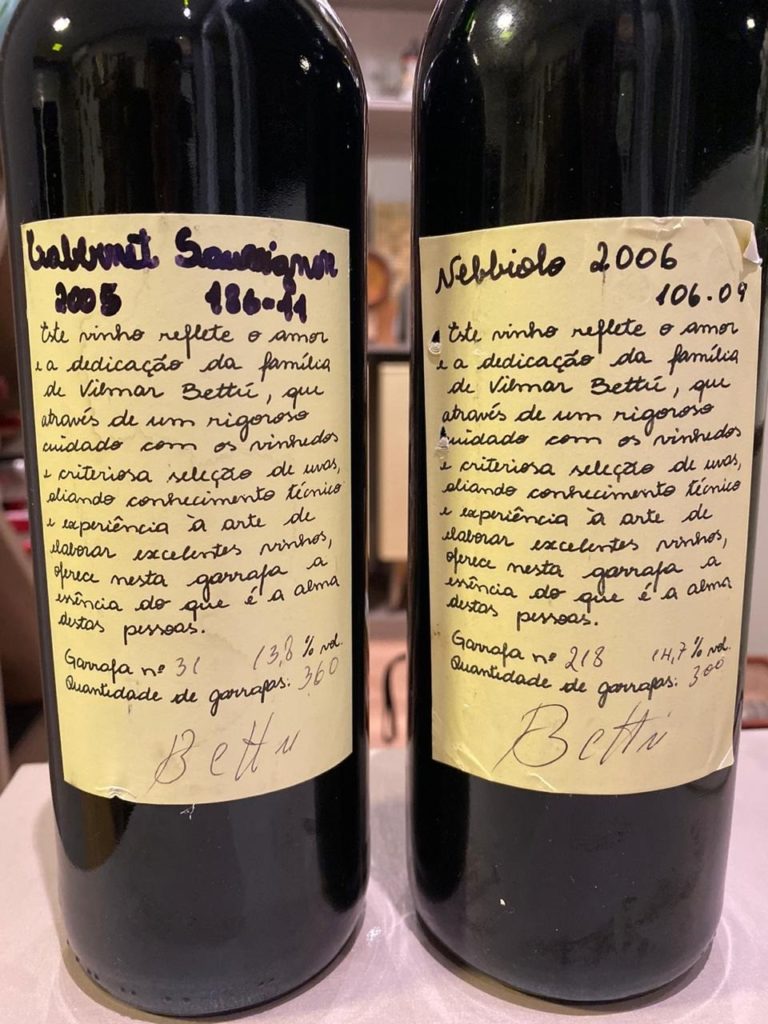 Cabernet Sauvignon
2005 186-11
Este vinho reflete o amor
e a dedicação da família
de Vilmar Bettú, que
através de um rigoroso
cuidado com os vinhedos
e criteriosa seleção de uvas,
aliando conhecimento técnico
e experiência à arte de
elaborar excelentes vinhos,
oferece nesta garrafa a
essência do que é a alma
destas pessoas.
Garrafa nº 31 13,8 % vol.
Quantidade de garrafas: 360
Bettú
Nebbiolo 2006
106.09
Este vinho reflete o amor
e a dedicação da família
de Vilmar Bettú, que
através de um rigoroso
cuidado com os vinhedos
e criteriosa seleção de uvas,
aliando conhecimento técnico
e experiência à arte de
elaborar excelentes vinhos,
oferece nesta garrafa a
essência do que é a alma
destas pessoas.
Garrafa nº 218 14,7 % vol.
Quantidade de garrafas: 300
Bettú